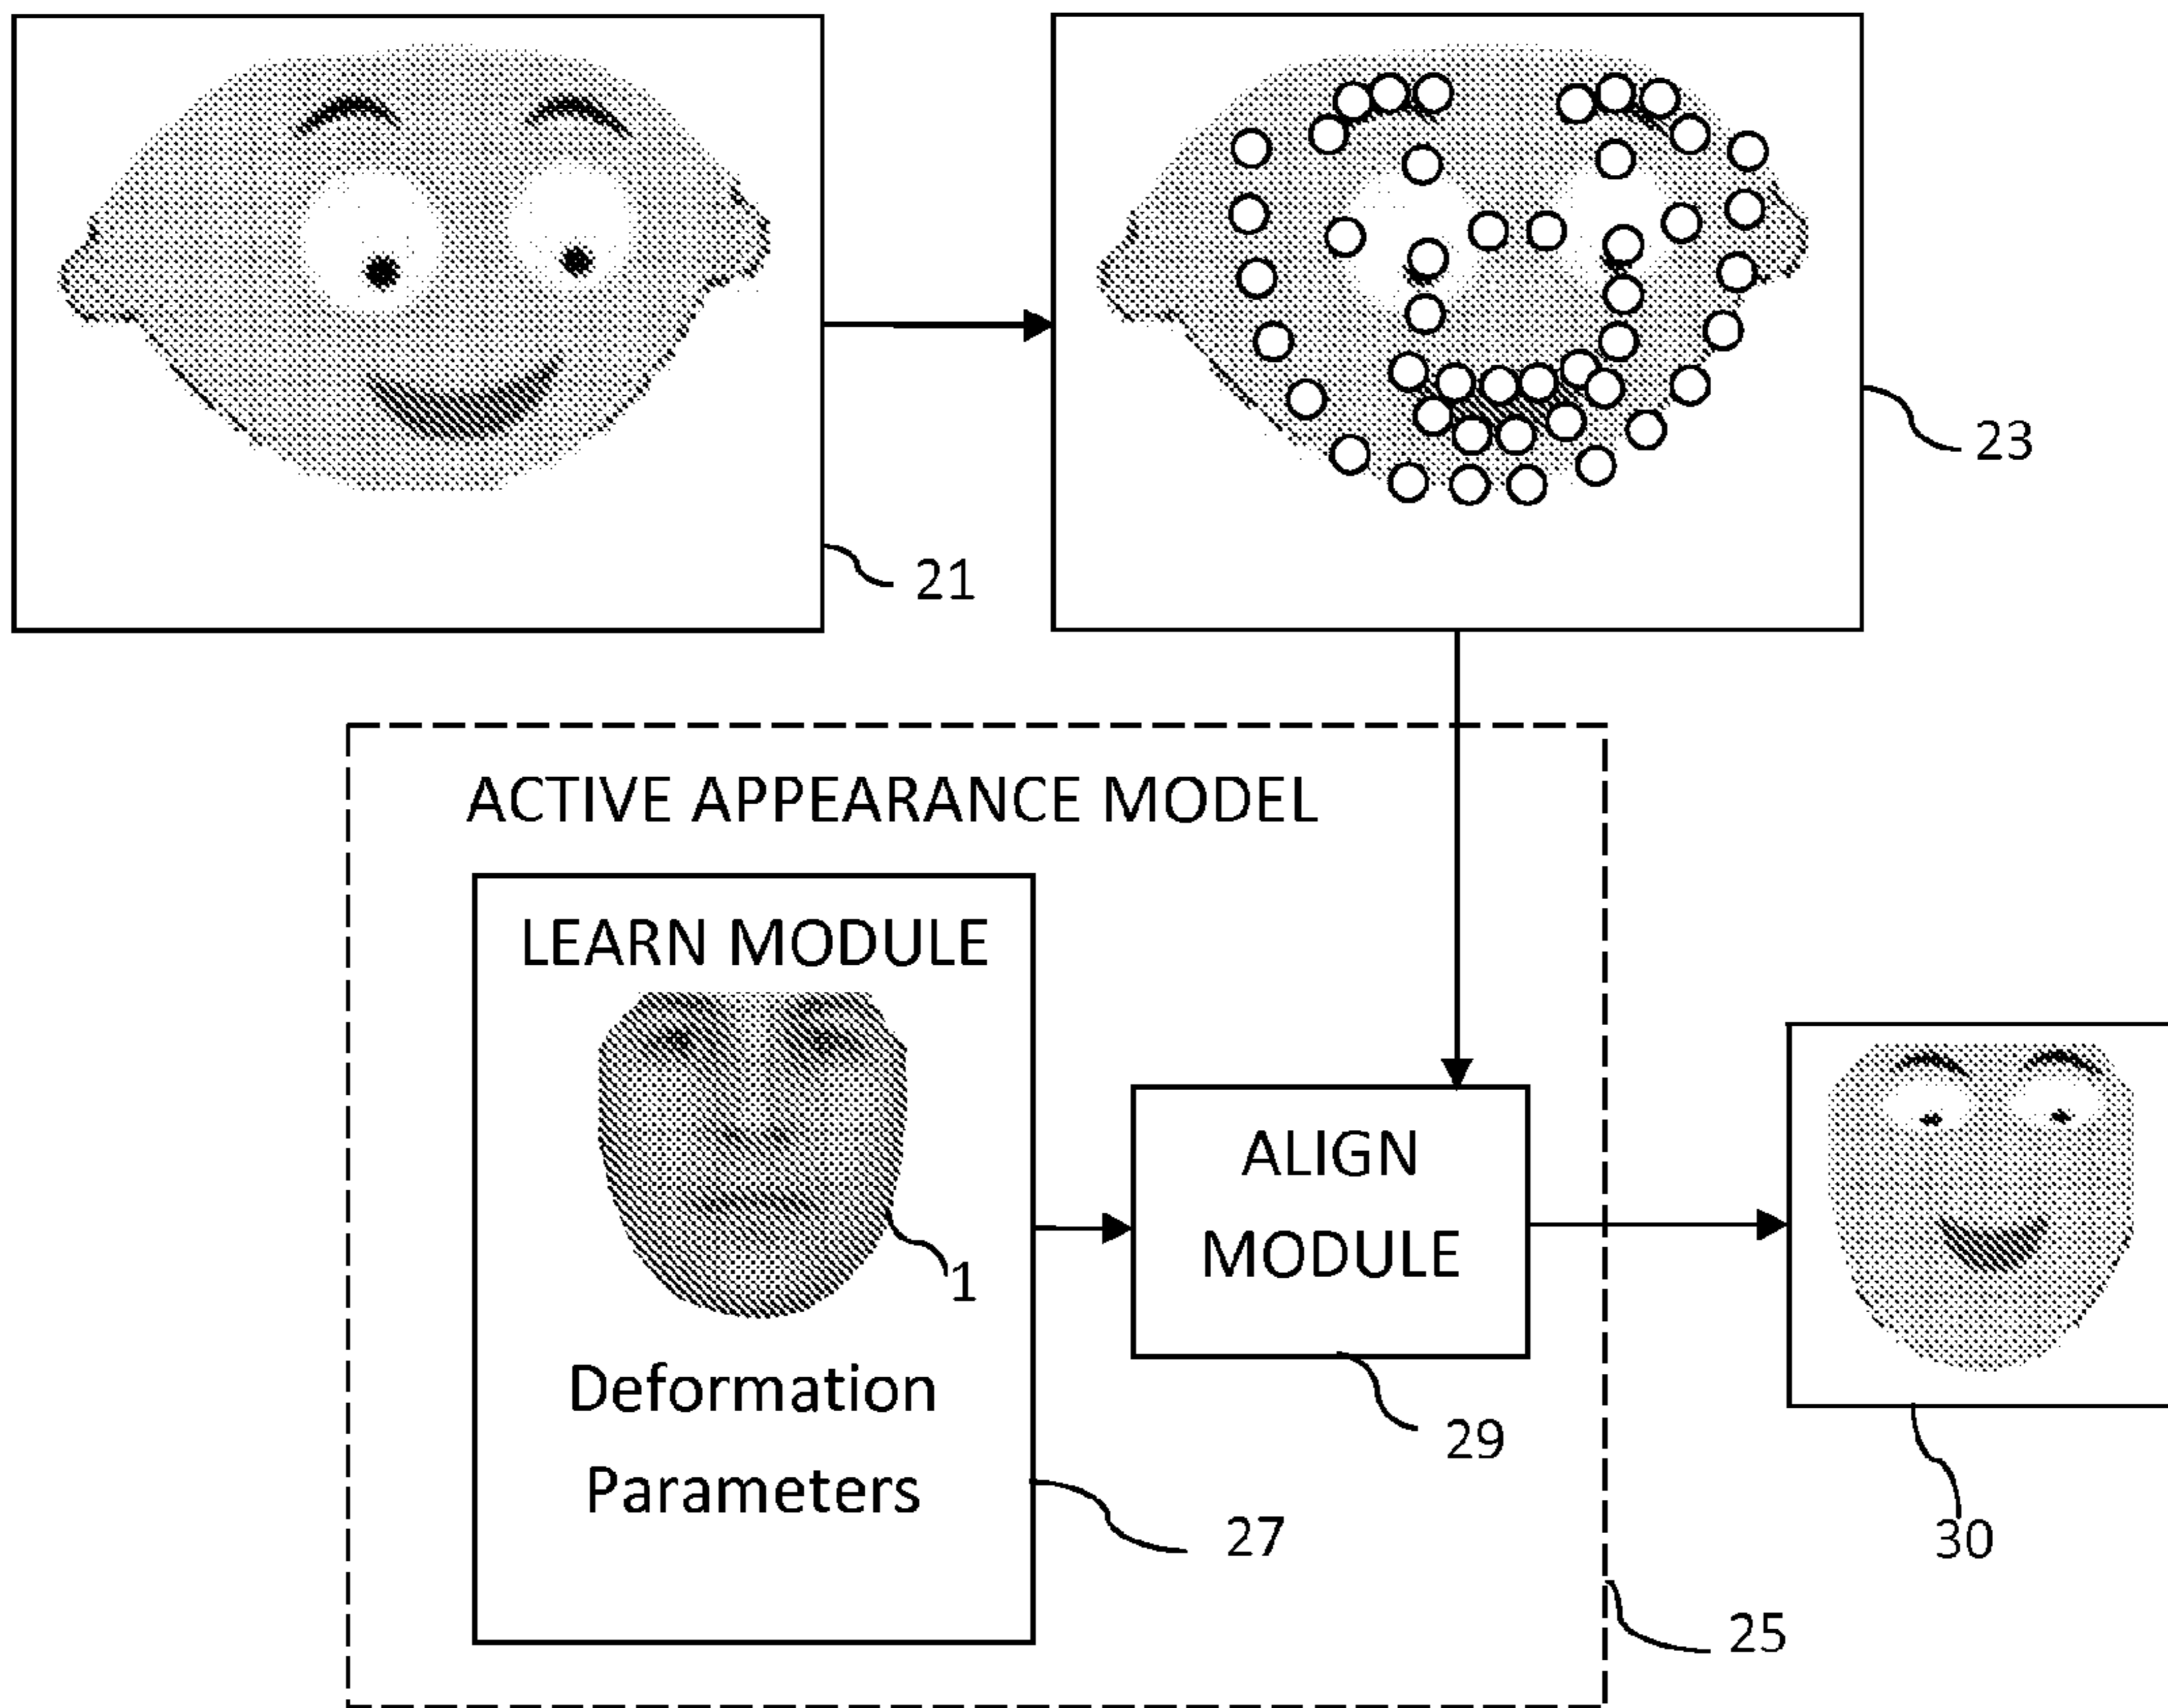 23
21
ACTIVE APPEARANCE MODEL
LEARN MODULE
1
Deformation
Parameters
27
ALIGN
MODULE
29
30
25